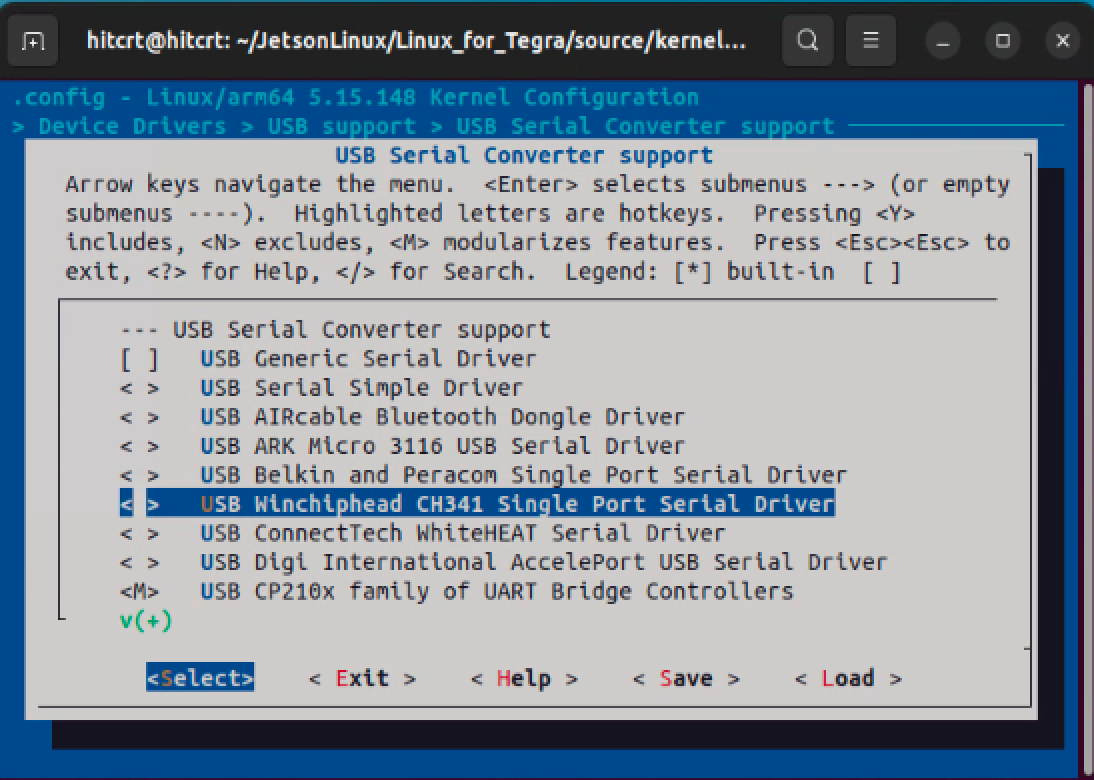 hitcrt@hitcrt: ~/JetsonLinux/Linux_for_Tegra/source/kernel...
.config - Linux/arm64 5.15.148 Kernel Configuration
> Device Drivers > USB support > USB Serial Converter support
USB Serial Converter support
Arrow keys navigate the menu.  <Enter> selects submenus ---> (or empty
submenus ----).  Highlighted letters are hotkeys.  Pressing <Y>
includes, <N> excludes, <M> modularizes features.  Press <Esc><Esc> to
exit, <?> for Help, </> for Search.  Legend: [*] built-in  [ ]
--- USB Serial Converter support
[ ]   USB Generic Serial Driver
< >   USB Serial Simple Driver
< >   USB AIRcable Bluetooth Dongle Driver
< >   USB ARK Micro 3116 USB Serial Driver
< >   USB Belkin and Peracom Single Port Serial Driver
< >   USB Winchiphead CH341 Single Port Serial Driver
< >   USB ConnectTech WhiteHEAT Serial Driver
< >   USB Digi International AccelePort USB Serial Driver
<M>   USB CP210x family of UART Bridge Controllers
v(+)
<Select>    < Exit >    < Help >    < Save >    < Load >